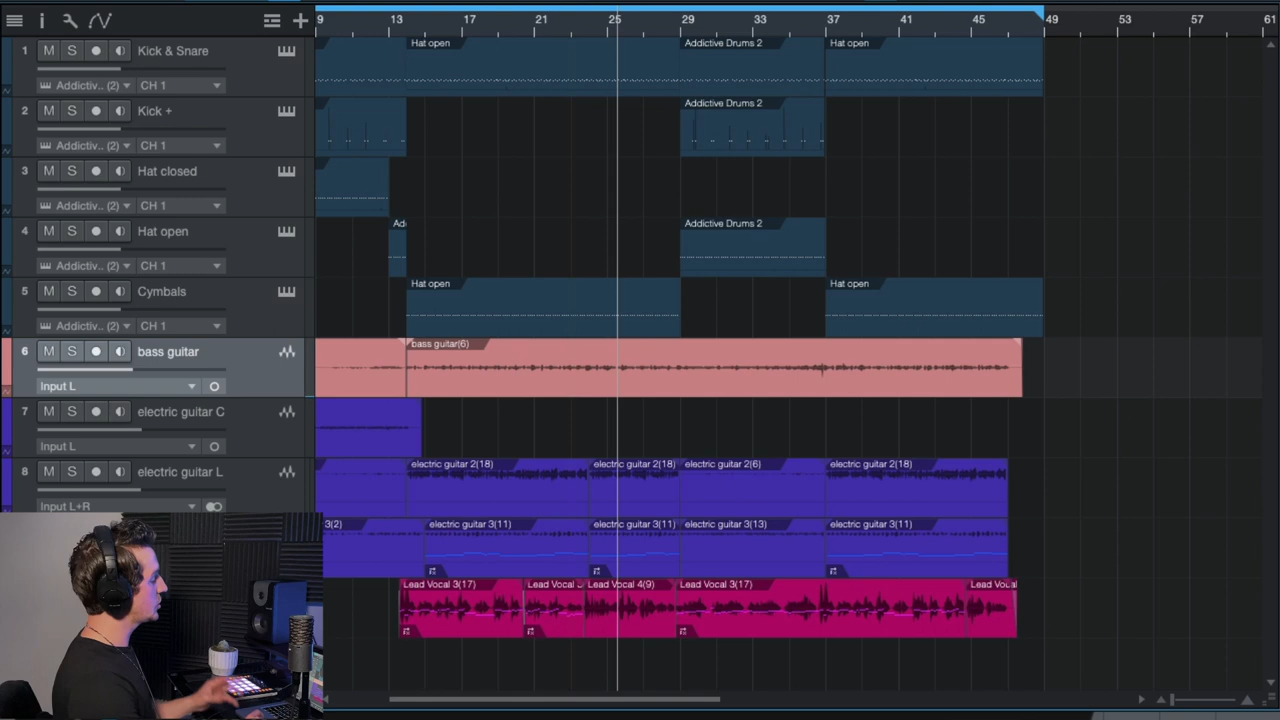 i
9 13 17 21 25 29 33 37 41 45 49 53 57 61
1 M S Kick & Snare
Addictiv.. (2) CH 1
Hat open Addictive Drums 2 Hat open
2 M S Kick +
Addictiv.. (2) CH 1
Addictive Drums 2
3 M S Hat closed
Addictiv.. (2) CH 1
4 M S Hat open
Addictiv.. (2) CH 1
Ad Addictive Drums 2
5 M S Cymbals
Addictiv.. (2) CH 1
Hat open Hat open
6 M S bass guitar
Input L
bass guitar(6)
7 M S electric guitar C
Input L
8 M S electric guitar L
Input L+R
electric guitar 2(18) electric guitar 2(18) electric guitar 2(6) electric guitar 2(18)
3(2) electric guitar 3(11) electric guitar 3(11) electric guitar 3(13) electric guitar 3(11)
Lead Vocal 3(17) Lead Vocal Lead Vocal 4(9) Lead Vocal 3(17) Lead Vocal